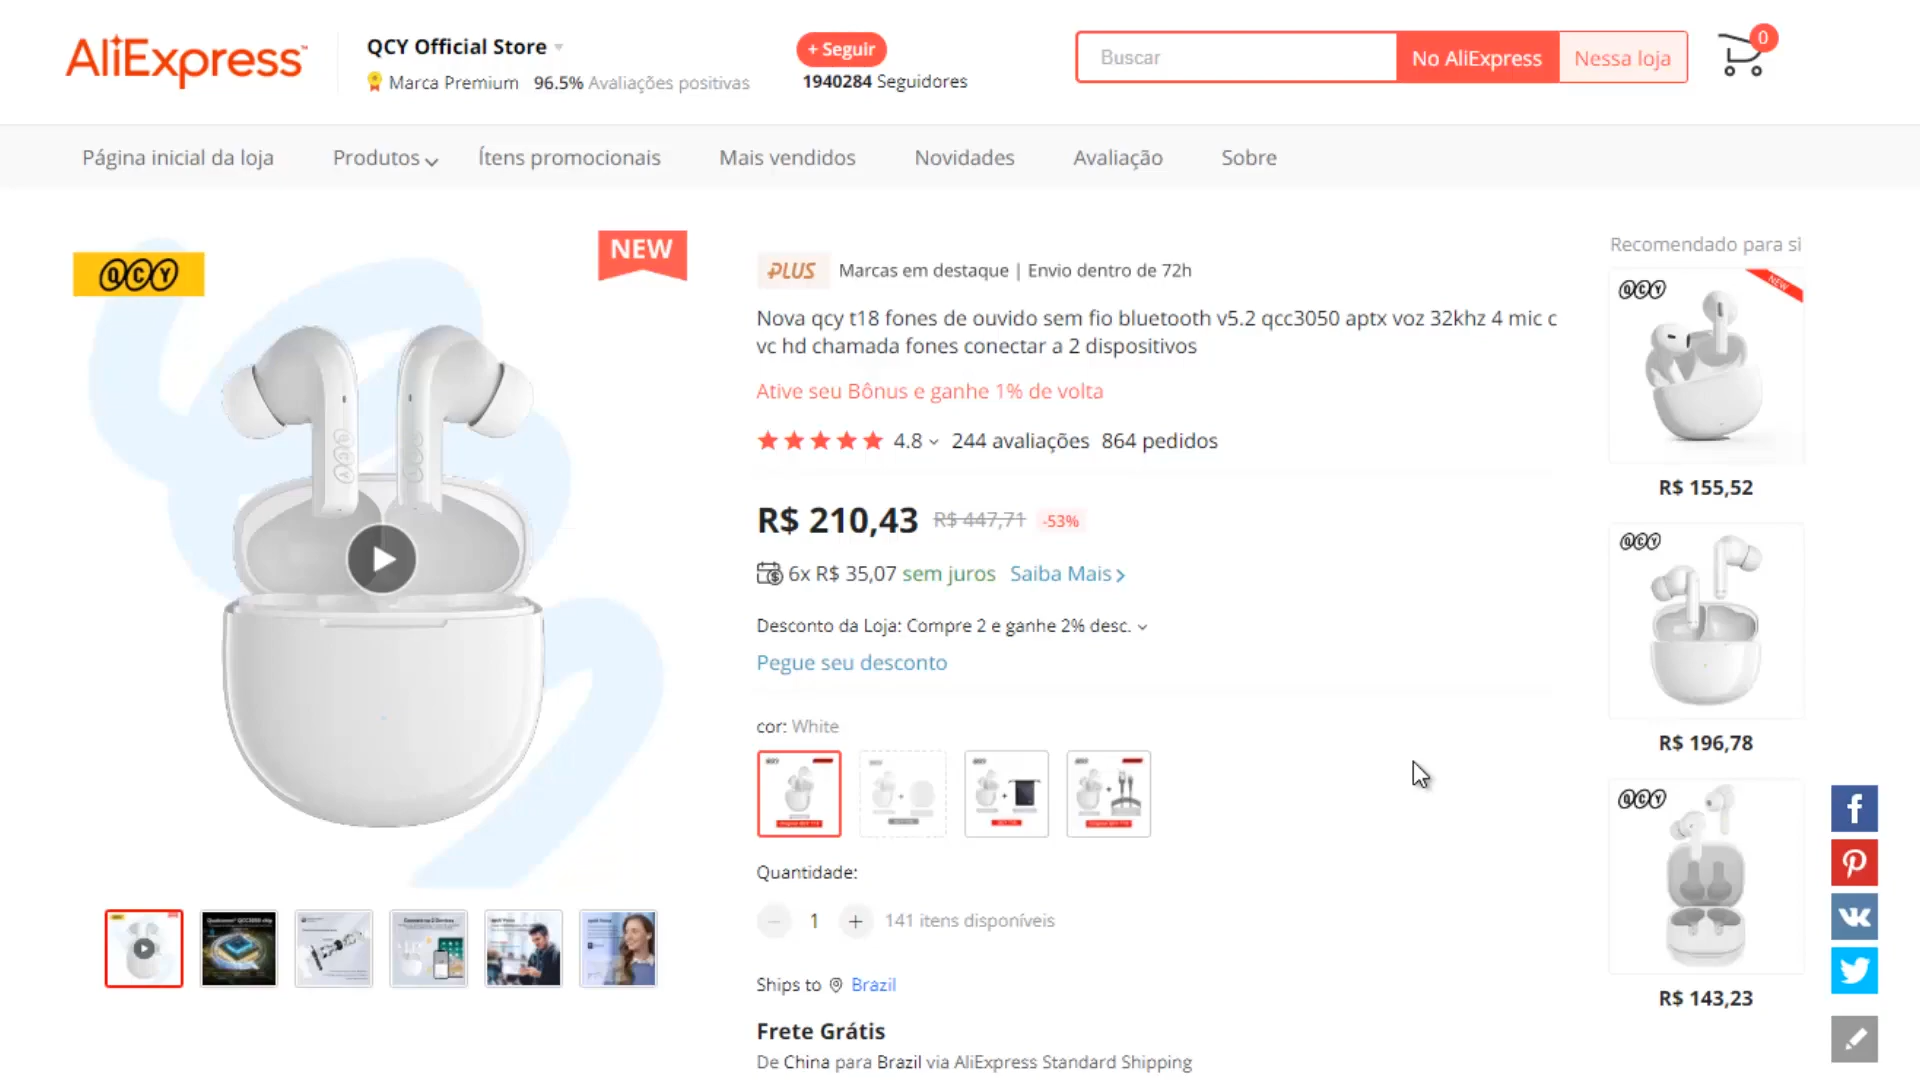 AliExpress™
QCY Official Store
Marca Premium 96.5% Avaliações positivas
+ Seguir
1940284 Seguidores
Buscar
No AliExpress
Nessa loja
0
Página inicial da loja
Produtos
Ítens promocionais
Mais vendidos
Novidades
Avaliação
Sobre
QCY
NEW
QCY
QCY
PLUS
Marcas em destaque | Envio dentro de 72h
Nova qcy t18 fones de ouvido sem fio bluetooth v5.2 qcc3050 aptx voz 32khz 4 mic c
vc hd chamada fones conectar a 2 dispositivos
Ative seu Bônus e ganhe 1% de volta
4.8 244 avaliações 864 pedidos
R$ 210,43 R$ 447,71 -53%
6x R$ 35,07 sem juros Saiba Mais
Desconto da Loja: Compre 2 e ganhe 2% desc.
Pegue seu desconto
cor: White
Quantidade:
1
141 itens disponíveis
Ships to Brazil
Frete Grátis
De China para Brazil via AliExpress Standard Shipping
Recomendado para si
QCY
NEW
R$ 155,52
QCY
R$ 196,78
QCY
R$ 143,23